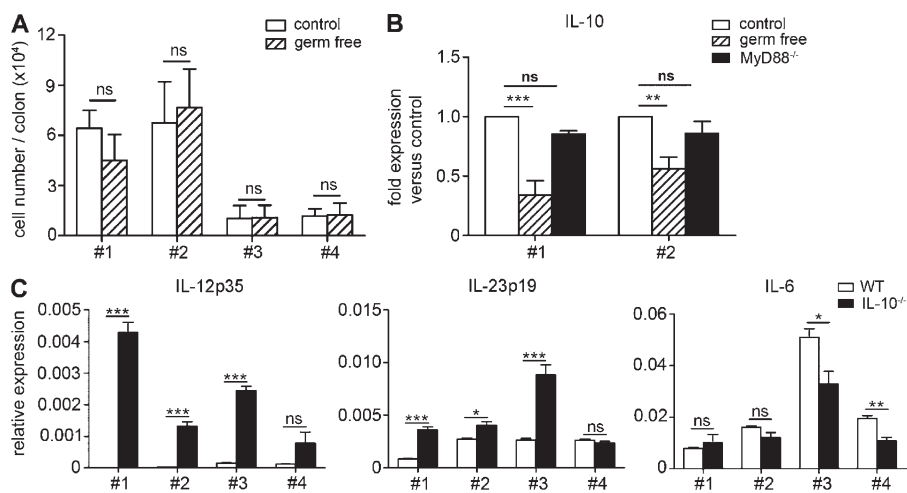 A
control
germ free
cell number / colon (x10⁴)
12
9
6
3
0
ns
ns
ns
ns
#1
#2
#3
#4
B
IL-10
control
germ free
MyD88⁻/⁻
fold expression
versus control
1.5
1.0
0.5
0
***
ns
**
ns
#1
#2
C
relative expression
IL-12p35
0.005
0.004
0.003
0.002
0.001
0
***
***
***
ns
#1
#2
#3
#4
IL-23p19
0.015
0.010
0.005
0
***
*
***
ns
#1
#2
#3
#4
IL-6
WT
IL-10⁻/⁻
0.06
0.04
0.02
0
ns
ns
*
**
#1
#2
#3
#4